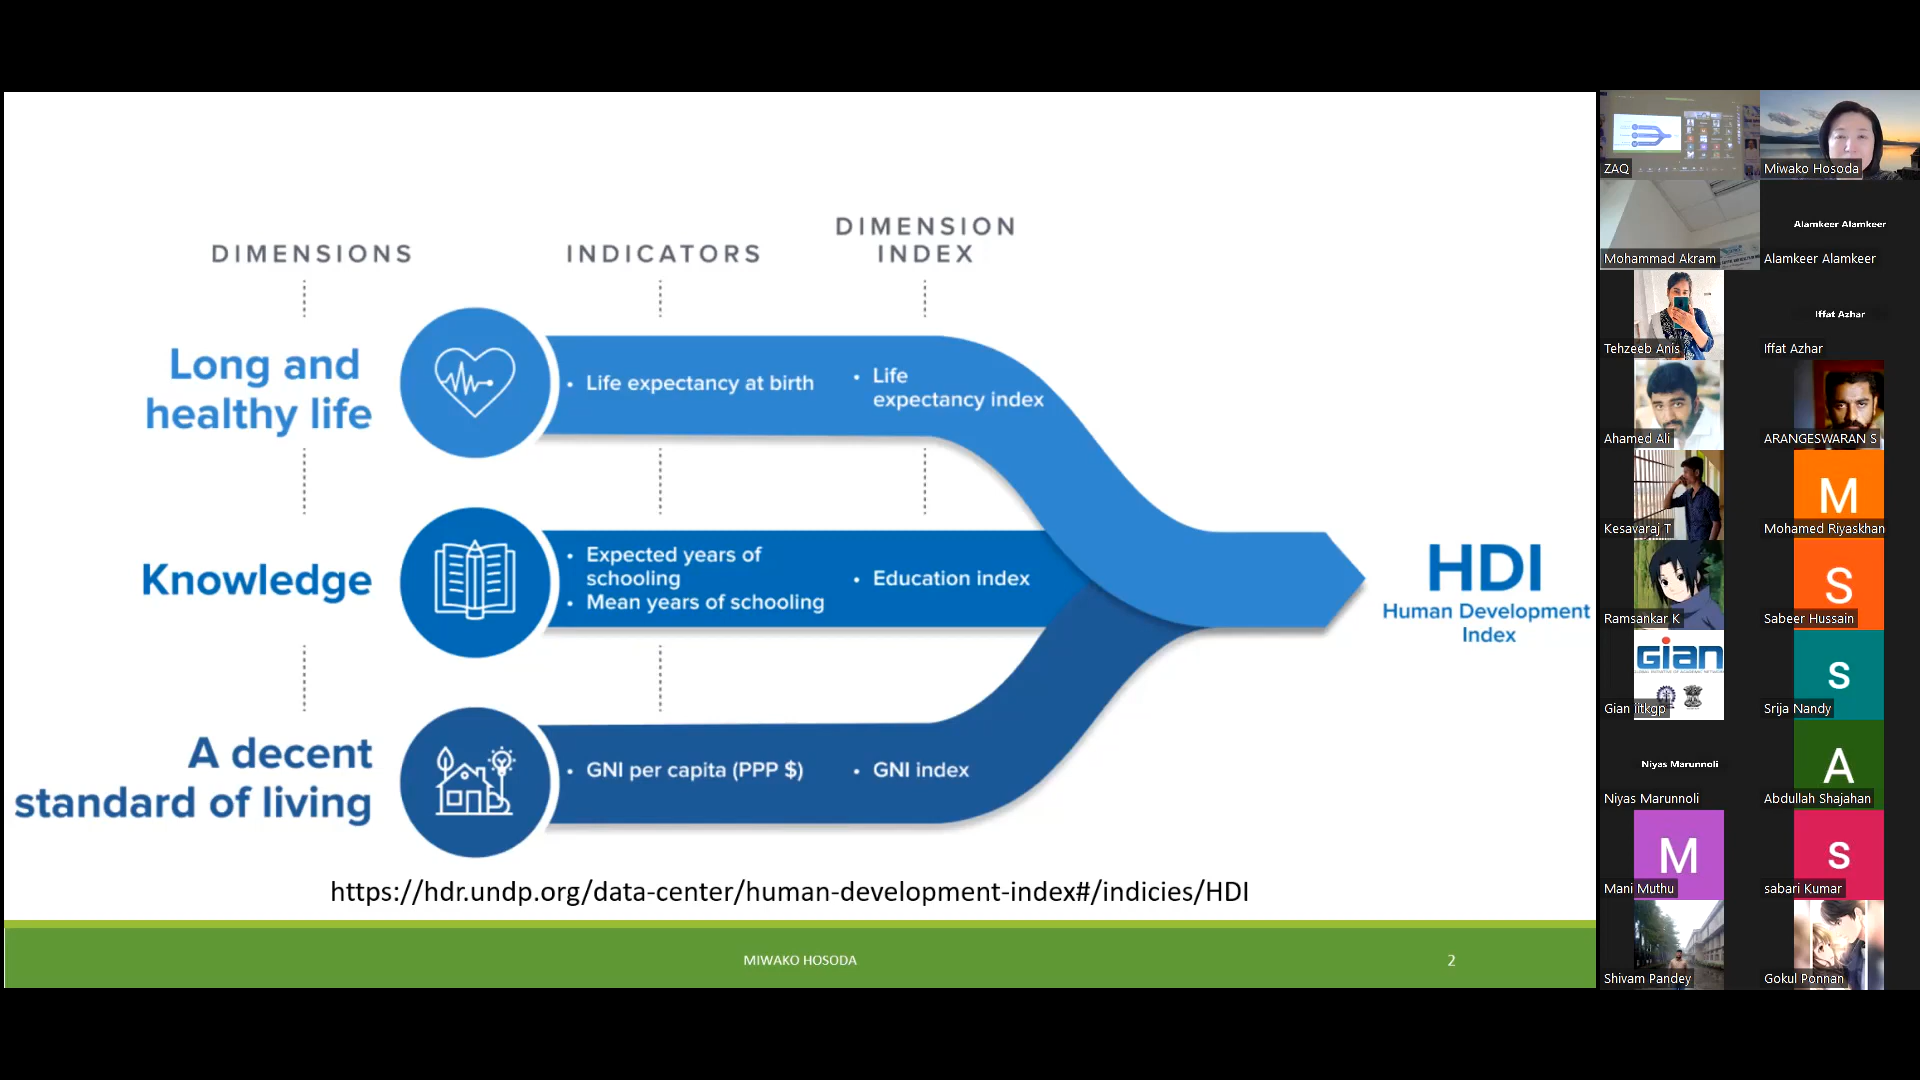 DIMENSIONS
INDICATORS
DIMENSION
INDEX
Long and
healthy life
• Life expectancy at birth
• Life
expectancy index
Knowledge
• Expected years of
schooling
• Mean years of schooling
• Education index
A decent
standard of living
• GNI per capita (PPP $)
• GNI index
HDI
Human Development
Index
https://hdr.undp.org/data-center/human-development-index#/indicies/HDI
MIWAKO HOSODA
2
ZAQ
Miwako Hosoda
Mohammad Akram
Alamkeer Alamkeer
Alamkeer Alamkeer
Tehzeeb Anis
Iffat Azhar
Iffat Azhar
Ahamed Ali
ARANGESWARAN S
Kesavaraj T
M
Mohamed Riyaskhan
Ramsankar K
S
Sabeer Hussain
Gian
Gian iitkgp
s
Srija Nandy
Niyas Marunnoli
Niyas Marunnoli
A
Abdullah Shajahan
M
Mani Muthu
s
sabari Kumar
Shivam Pandey
Gokul Ponnan